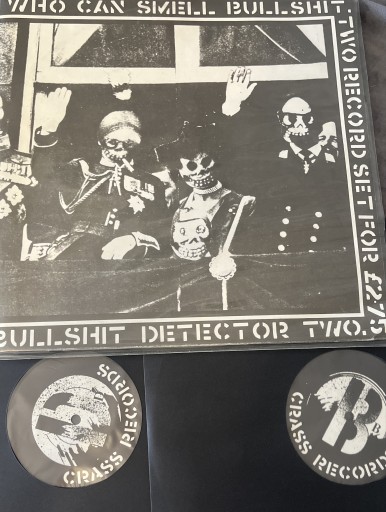 WHO CAN SMELL BULLSHIT.
TWO RECORD SET FOR £2.75
BULLSHIT DETECTOR TWO.
CRASS RECORDS
B
CRASS RECORDS